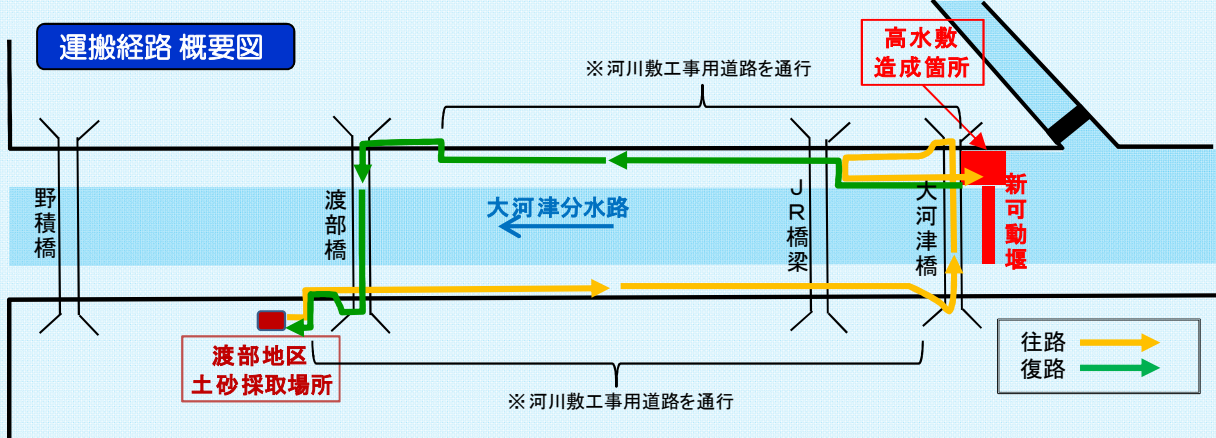 運搬経路 概要図
高水敷
造成箇所
※河川敷工事用道路を通行
野積橋
渡部橋
大河津分水路
JR橋梁
大河津橋
新可動堰
渡部地区
土砂採取場所
※河川敷工事用道路を通行
往路
復路